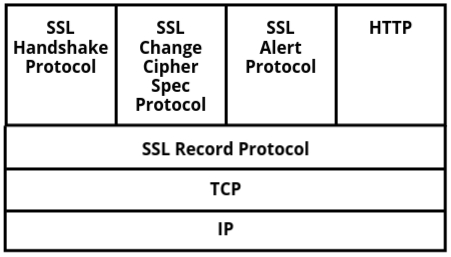 SSL
Handshake
Protocol
SSL
Change
Cipher
Spec
Protocol
SSL
Alert
Protocol
HTTP
SSL Record Protocol
TCP
IP